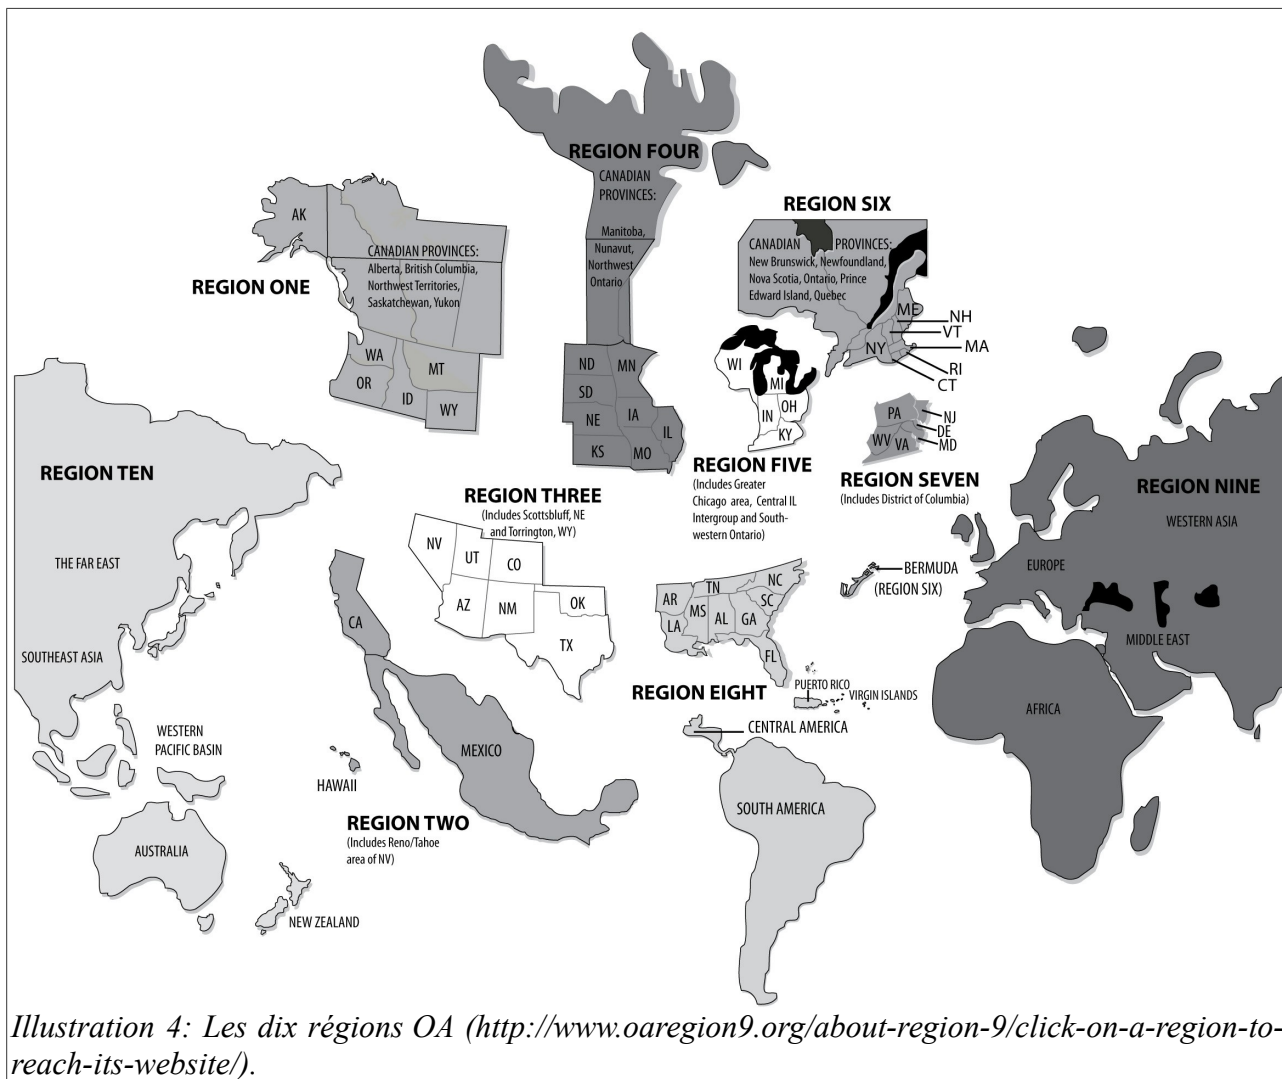 REGION FOUR
CANADIAN
PROVINCES:
Manitoba,
Nunavut,
Northwest
Ontario
ND
MN
SD
IA
NE
IL
KS
MO
REGION ONE
AK
CANADIAN PROVINCES:
Alberta, British Columbia,
Northwest Territories,
Saskatchewan, Yukon
WA
MT
OR
ID
WY
REGION SIX
CANADIAN PROVINCES:
New Brunswick, Newfoundland,
Nova Scotia, Ontario, Prince
Edward Island, Quebec
ME
NH
VT
NY
MA
RI
CT
WI
MI
IN
OH
KY
REGION FIVE
(Includes Greater
Chicago area, Central IL
Intergroup and South-
western Ontario)
PA
NJ
DE
WV
VA
MD
REGION SEVEN
(Includes District of Columbia)
REGION TEN
THE FAR EAST
SOUTHEAST ASIA
WESTERN
PACIFIC BASIN
AUSTRALIA
NEW ZEALAND
REGION THREE
(Includes Scottsbluff, NE
and Torrington, WY)
NV
UT
CO
AZ
NM
OK
TX
CA
MEXICO
HAWAII
REGION TWO
(Includes Reno/Tahoe
area of NV)
AR
TN
NC
SC
MS
AL
GA
LA
FL
REGION EIGHT
PUERTO RICO
VIRGIN ISLANDS
CENTRAL AMERICA
SOUTH AMERICA
BERMUDA
(REGION SIX)
REGION NINE
WESTERN ASIA
EUROPE
MIDDLE EAST
AFRICA
Illustration 4: Les dix régions OA (http://www.oaregion9.org/about-region-9/click-on-a-region-to-
reach-its-website/).